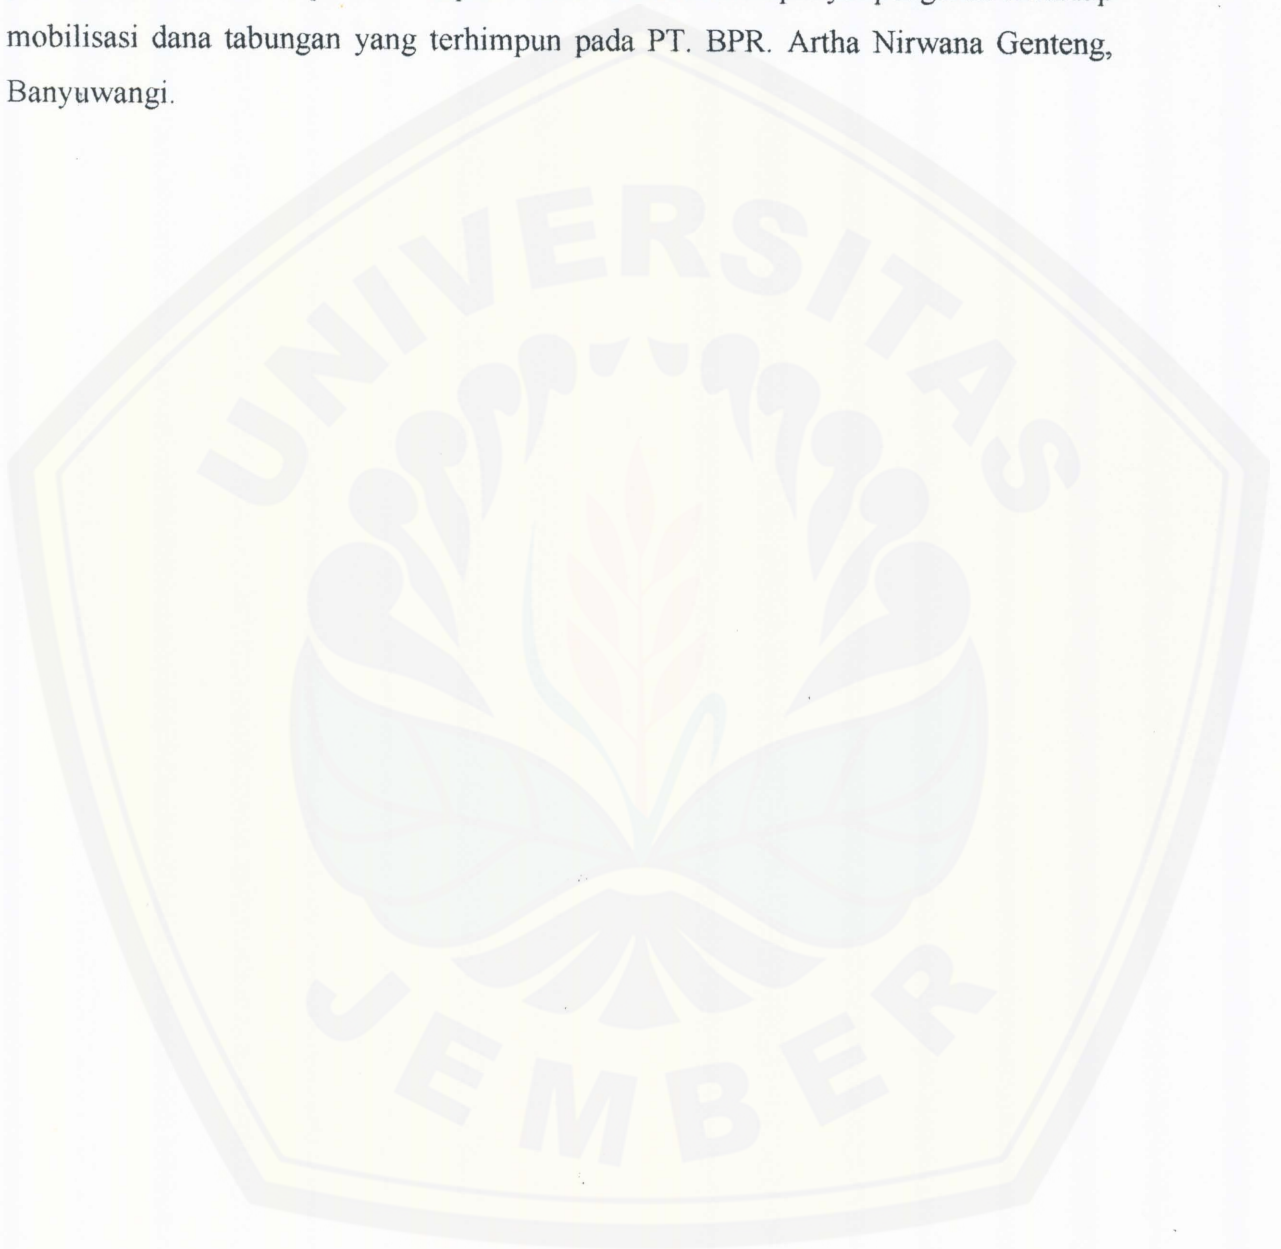 mobilisasi dana tabungan yang terhimpun pada PT. BPR. Artha Nirwana Genteng,
Banyuwangi.
UNIVERSITAS
JEMBER